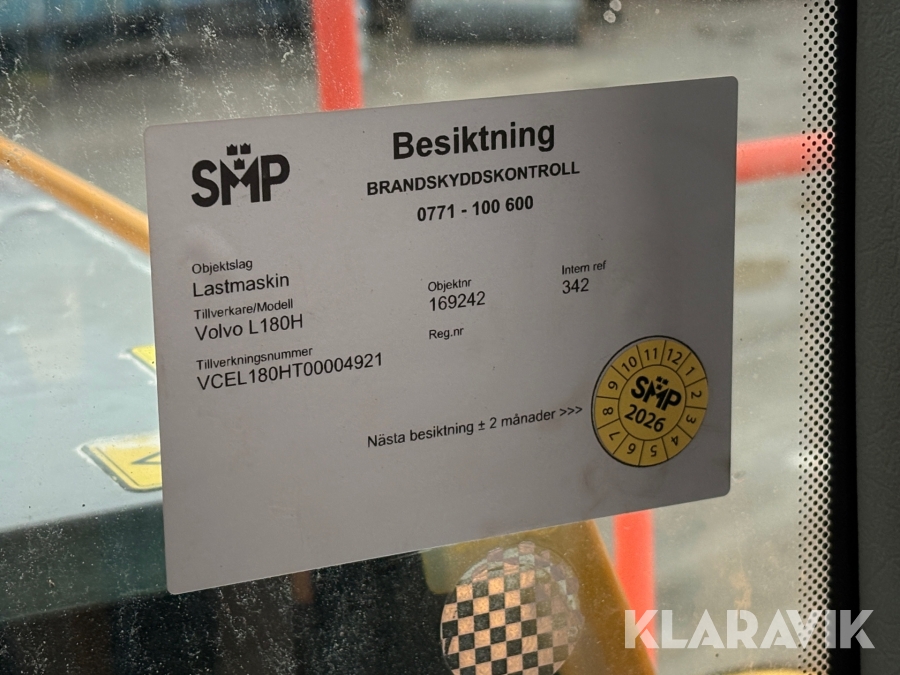 SMP
Besiktning
BRANDSKYDDSKONTROLL
0771 - 100 600
Objektslag
Lastmaskin
Tillverkare/Modell
Volvo L180H
Tillverkningsnummer
VCEL180HT00004921
Objektnr
169242
Reg.nr
Intern ref
342
Nästa besiktning ± 2 månader >>>
1 2 3 4 5 6 7 8 9 10 11 12
SMP
2026
KLARAVIK